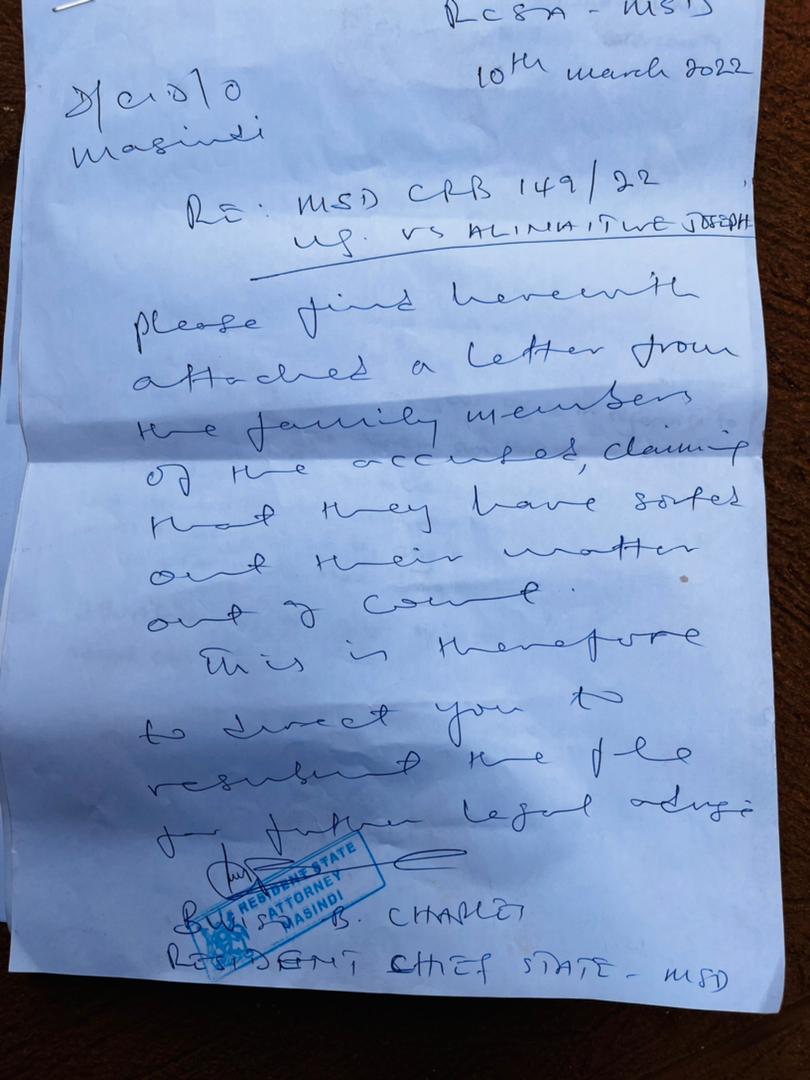 RCSA - MSD
10th march 2022
D/CID/O
Masindi
RE: MSD CRB 149/22
ug. vs ALINAITWE JOSEPH
please find herewith
attached a letter from
the family members
of the accused, claiming
that they have sorted
out their matter
out of court.
This is therefore
to direct you to
resubmit the file
for futher legal
RESIDENT STATE
ATTORNEY
MASINDI
B. CHARLES
RESIDENT CHIEF STATE - MSD